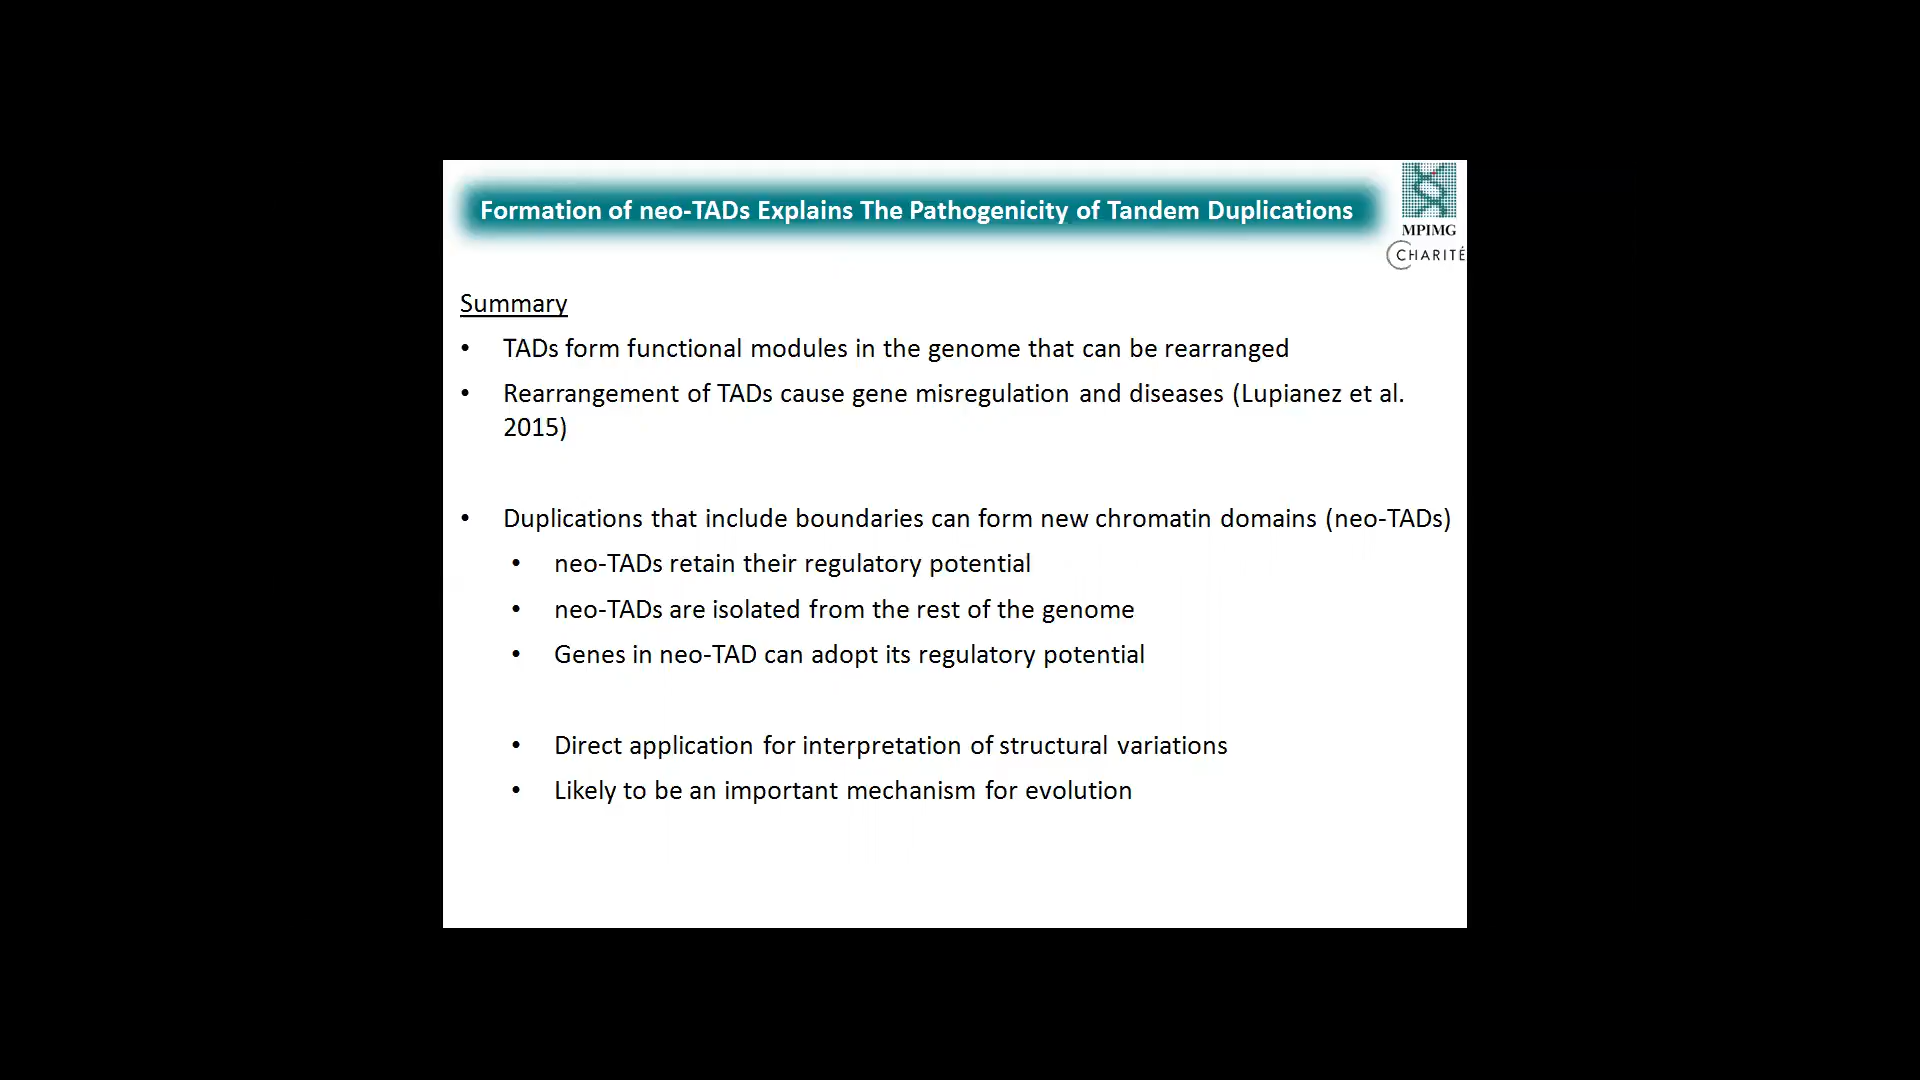 Formation of neo-TADs Explains The Pathogenicity of Tandem Duplications
MPIMG
CHARITÉ
Summary
• TADs form functional modules in the genome that can be rearranged
• Rearrangement of TADs cause gene misregulation and diseases (Lupianez et al.
2015)
• Duplications that include boundaries can form new chromatin domains (neo-TADs)
• neo-TADs retain their regulatory potential
• neo-TADs are isolated from the rest of the genome
• Genes in neo-TAD can adopt its regulatory potential
• Direct application for interpretation of structural variations
• Likely to be an important mechanism for evolution